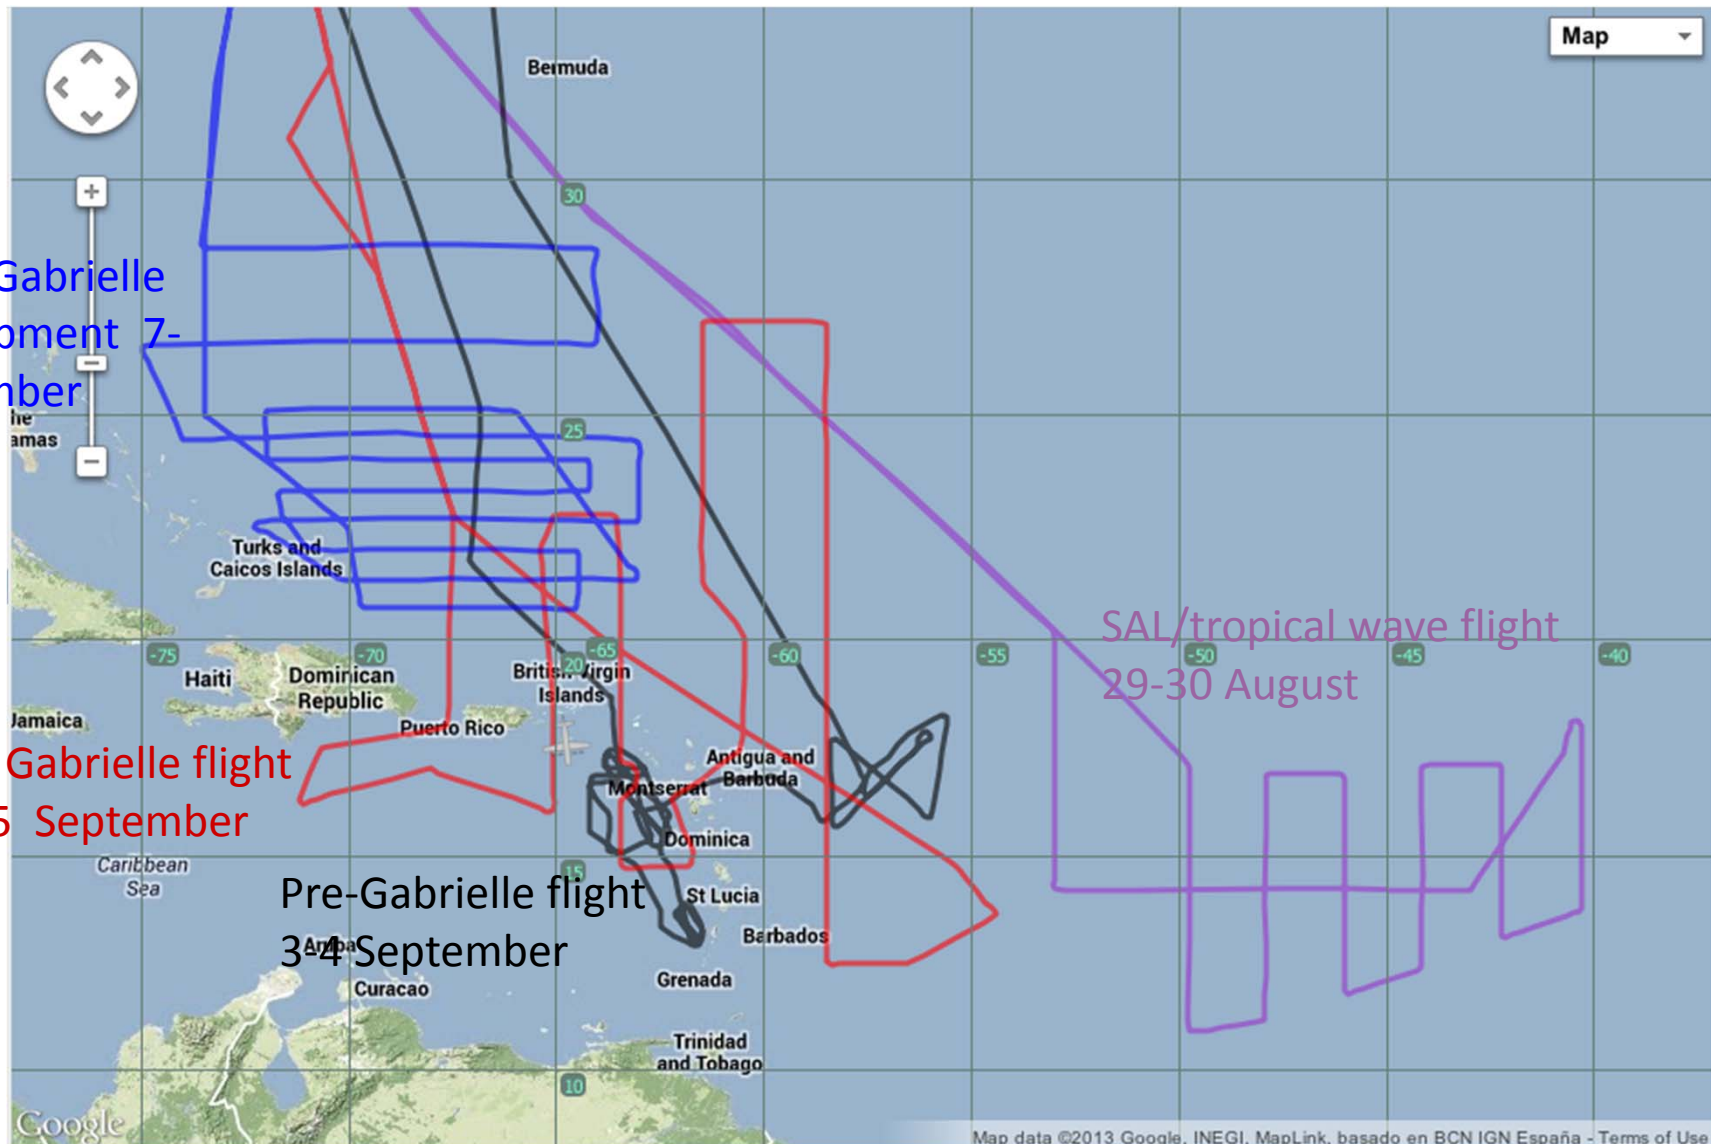 Map
Bermuda
30
Gabrielle
7-
25
Turks and
Caicos Islands
SAL/tropical wave flight
29-30 August
-75
-70
-65
-60
-55
-50
-45
-40
20
Haiti
Dominican
Republic
British Virgin
Islands
Jamaica
Puerto Rico
Gabrielle flight
5 September
Antigua and
Barbuda
Montserrat
Dominica
Caribbean
Sea
15
Pre-Gabrielle flight
3-4 September
St Lucia
Barbados
Aruba
Curacao
Grenada
Trinidad
and Tobago
10
Google
Map data ©2013 Google, INEGI, MapLink, basado en BCN IGN España - Terms of Use